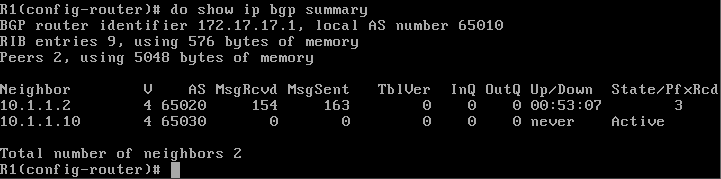 R1(config-router)# do show ip bgp summary
BGP router identifier 172.17.17.1, local AS number 65010
RIB entries 9, using 576 bytes of memory
Peers 2, using 5048 bytes of memory
Neighbor V AS MsgRcvd MsgSent TblVer InQ OutQ Up/Down State/PfxRcd
10.1.1.2 4 65020 154 163 0 0 0 00:53:07 3
10.1.1.10 4 65030 0 0 0 0 0 never Active
Total number of neighbors 2
R1(config-router)#